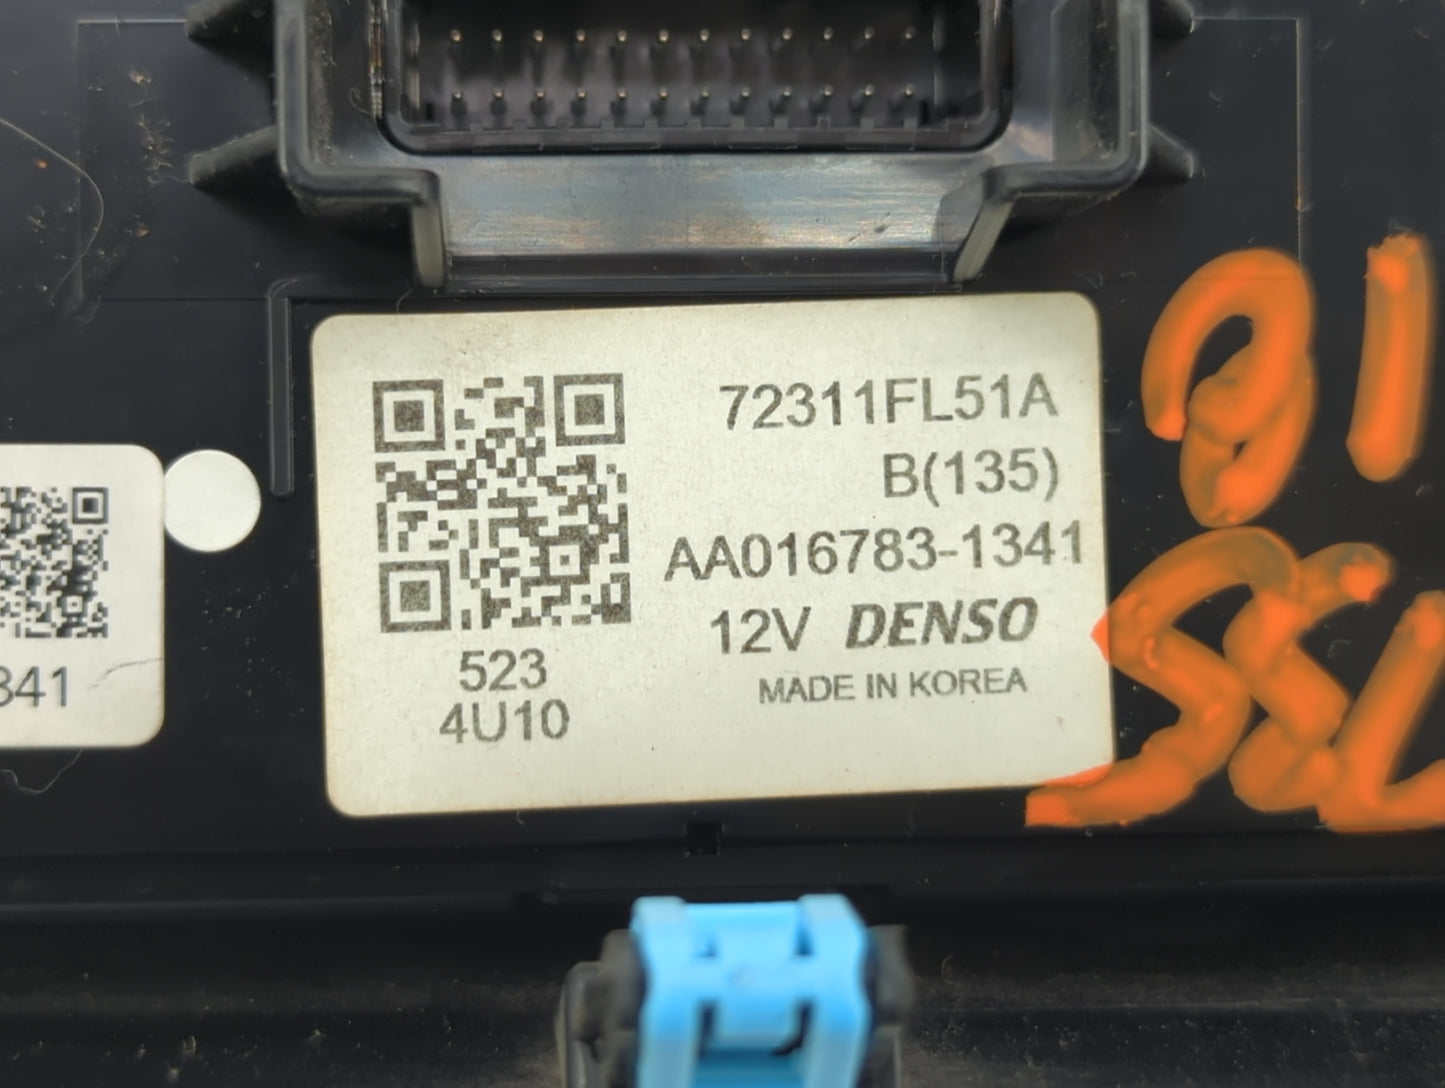 72311FL51A
B(135)
AA016783-1341
12V DENSO
MADE IN KOREA
523
4U10
341